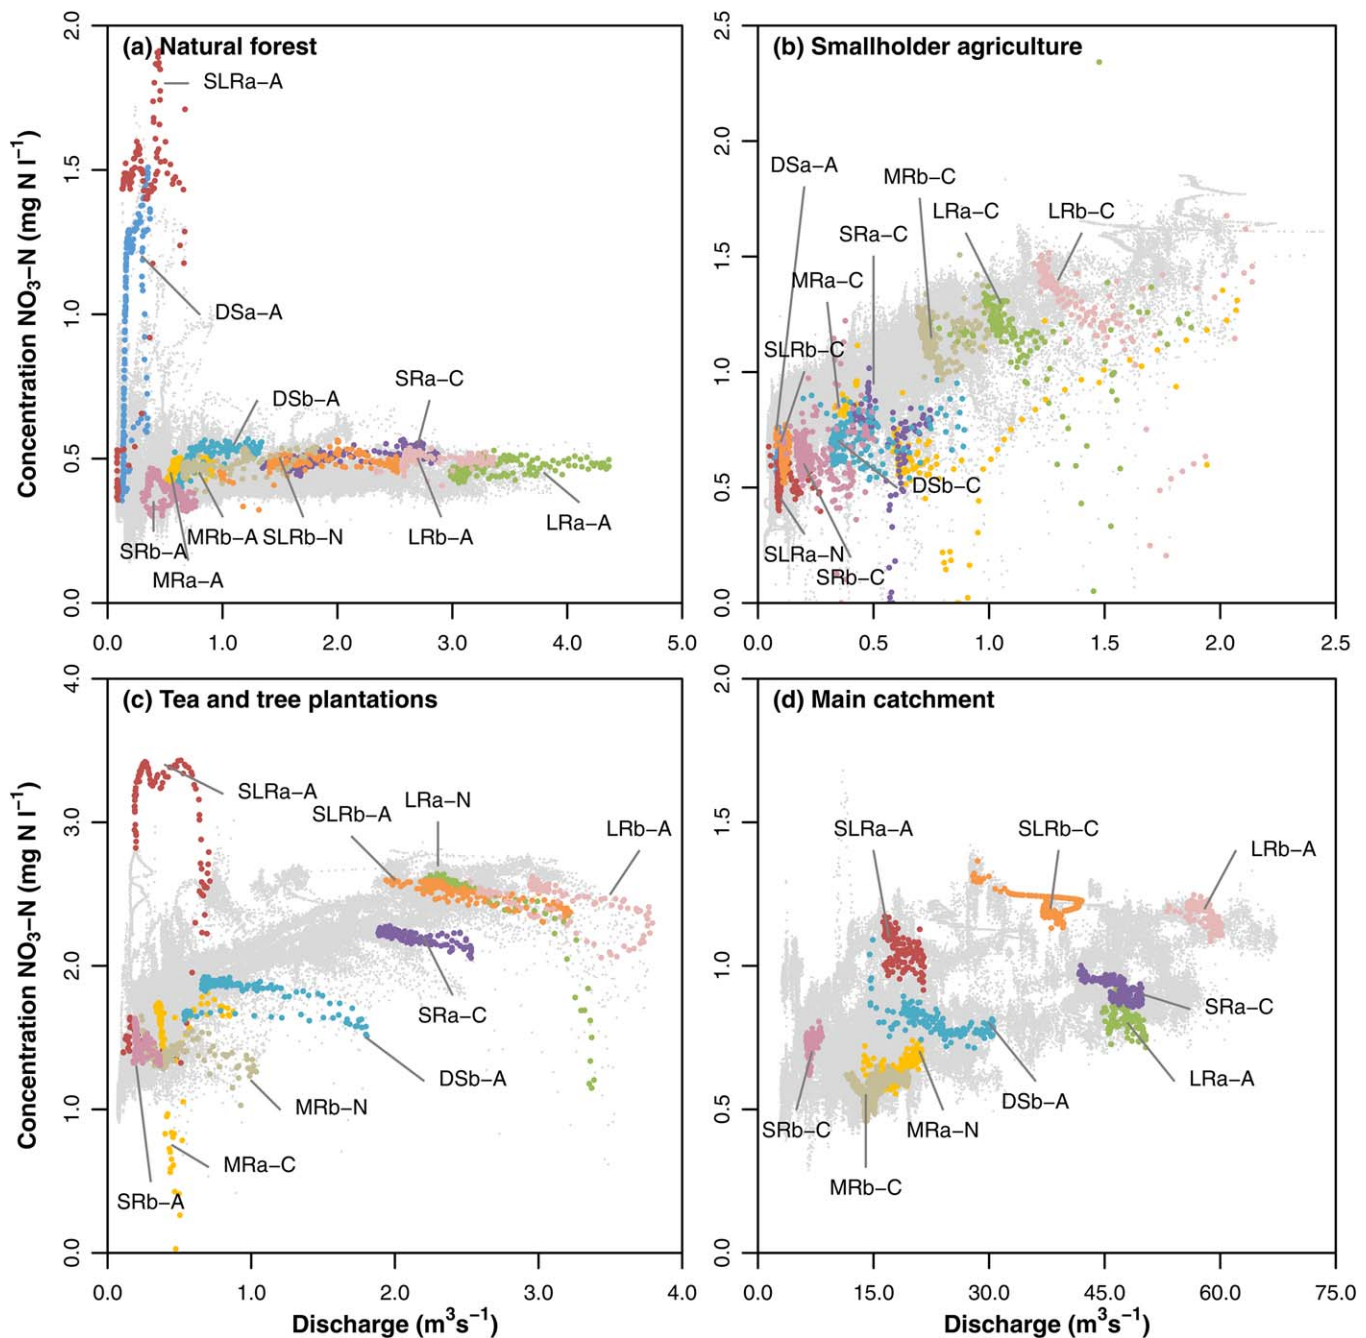 (a) Natural forest
SLRa–A
DSa–A
SRa–C
DSb–A
SRb–A
MRb–A
SLRb–N
LRb–A
LRa–A
MRa–A
0.0
0.5
1.0
1.5
2.0
0.0 1.0 2.0 3.0 4.0 5.0
Concentration NO3–N (mg N l⁻¹)
(b) Smallholder agriculture
DSa–A
MRb–C
LRa–C
LRb–C
SRa–C
MRa–C
SLRb–C
DSb–C
SLRa–N
SRb–C
0.0
0.5
1.0
1.5
2.0
2.5
0.0 0.5 1.0 1.5 2.0 2.5
(c) Tea and tree plantations
SLRa–A
LRa–N
SLRb–A
LRb–A
SRa–C
DSb–A
MRb–N
MRa–C
SRb–A
0.0
1.0
2.0
3.0
4.0
0.0 1.0 2.0 3.0 4.0
Concentration NO3–N (mg N l⁻¹)
Discharge (m³s⁻¹)
(d) Main catchment
SLRa–A
SLRb–C
LRb–A
SRa–C
LRa–A
DSb–A
SRb–C
MRa–N
MRb–C
0.0
0.5
1.0
1.5
2.0
0.0 15.0 30.0 45.0 60.0 75.0
Discharge (m³s⁻¹)